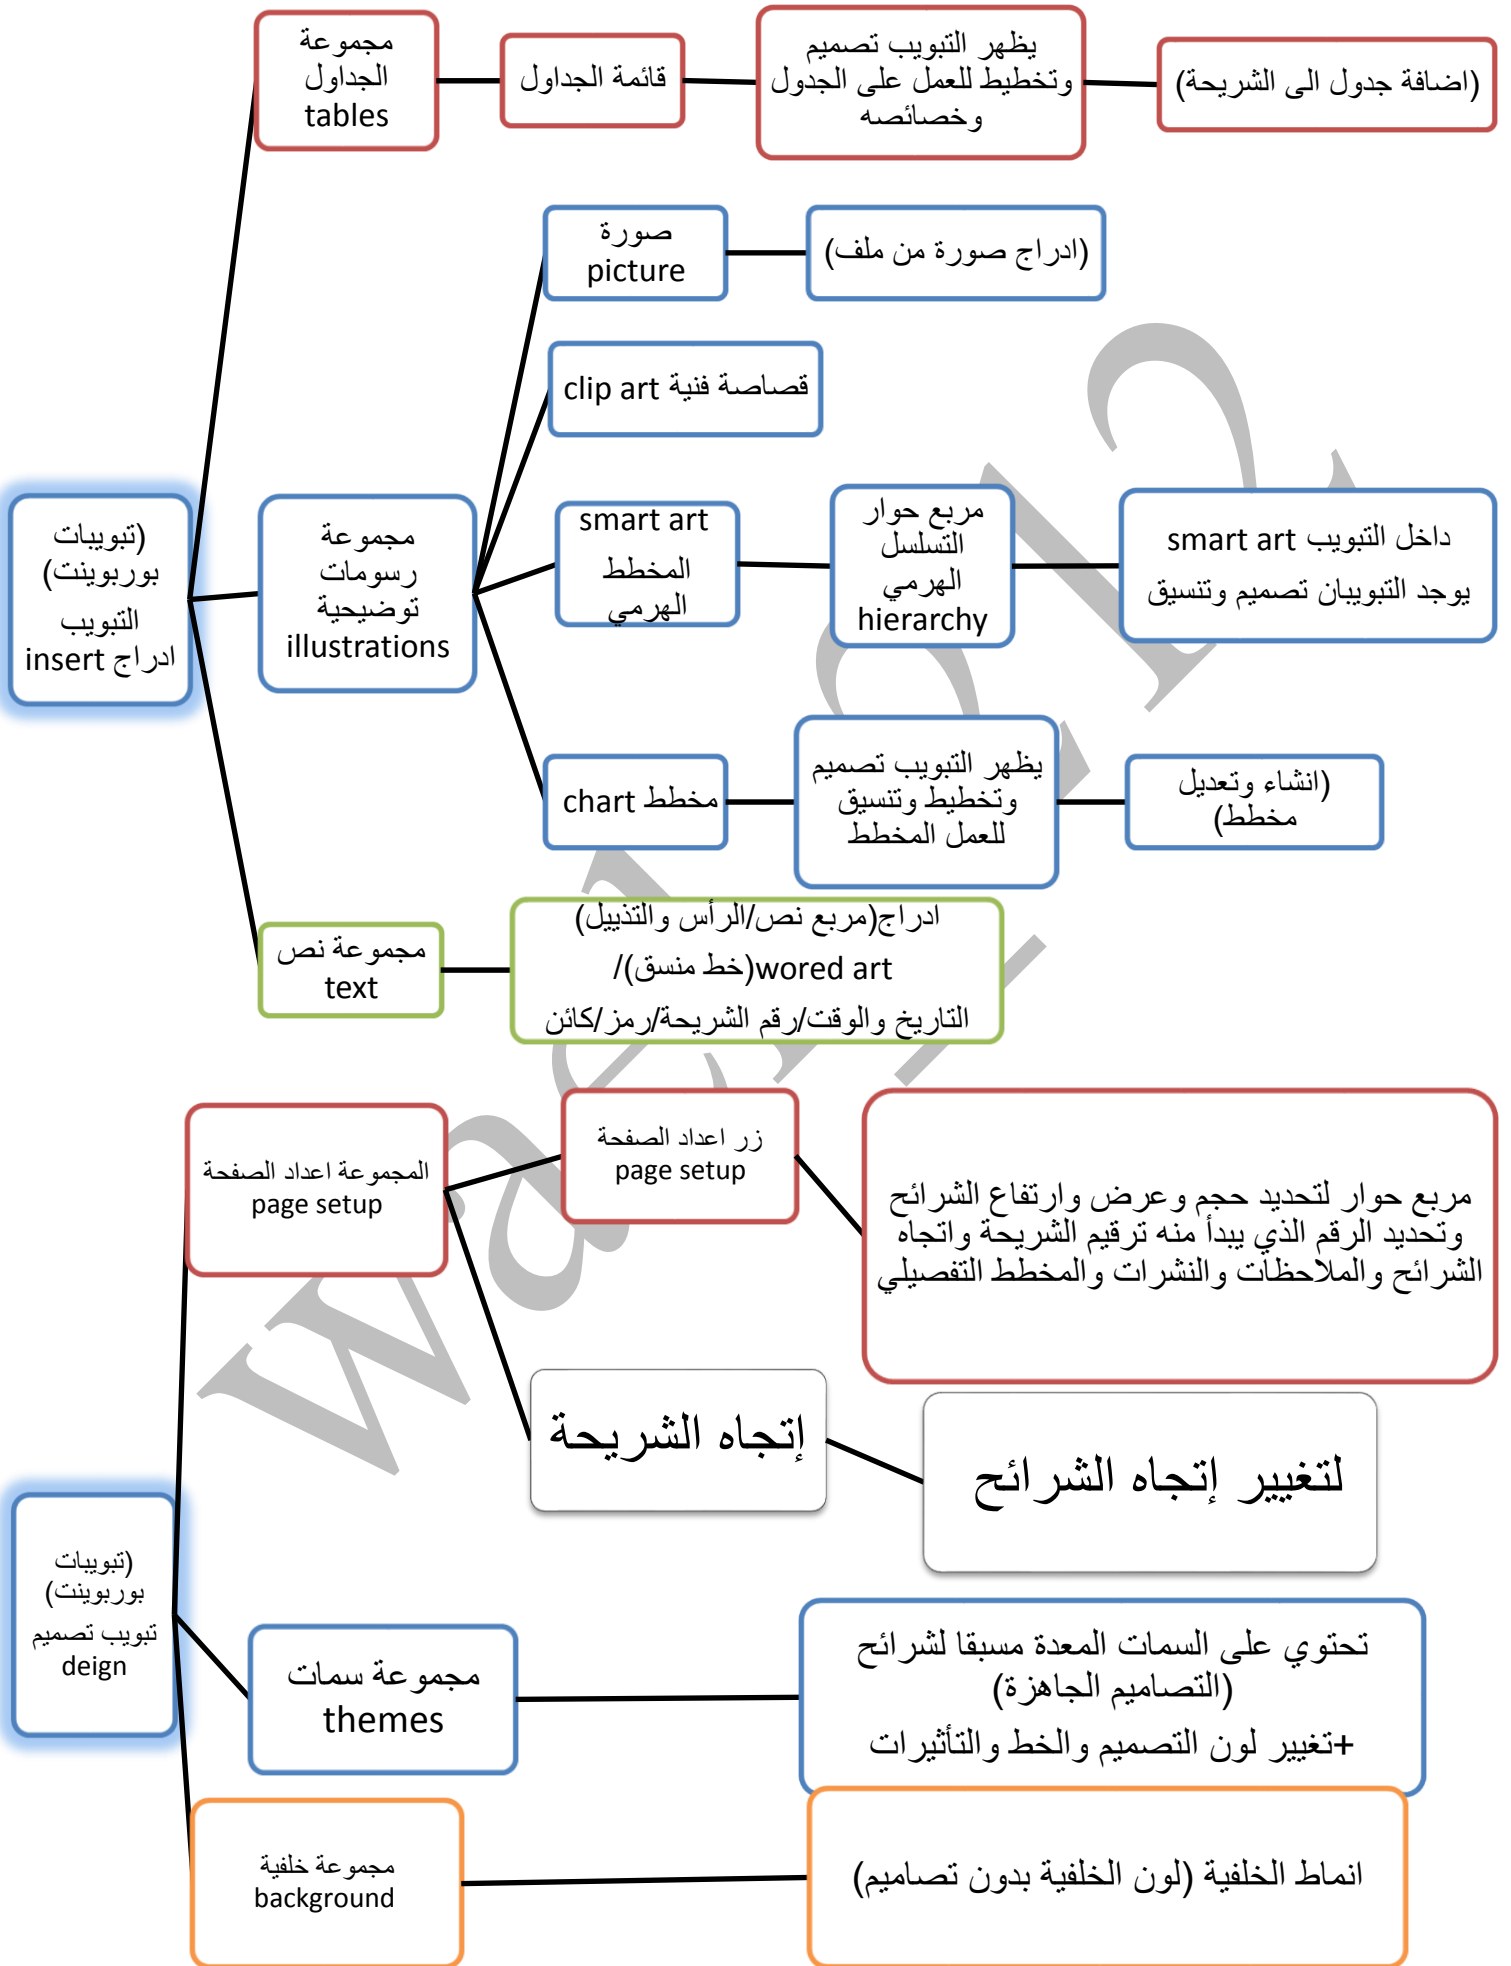 (تبويبات
بوربوينت)
التبويب
ادراج insert
مجموعة
الجداول
tables
قائمة الجداول
يظهر التبويب تصميم
وتخطيط للعمل على الجدول
وخصائصه
(اضافة جدول الى الشريحة)
مجموعة
رسومات
توضيحية
illustrations
صورة
picture
(ادراج صورة من ملف)
قصاصة فنية clip art
smart art
المخطط
الهرمي
مربع حوار
التسلسل
الهرمي
hierarchy
داخل التبويب smart art
يوجد التبويبان تصميم وتنسيق
مخطط chart
يظهر التبويب تصميم
وتخطيط وتنسيق
للعمل المخطط
(انشاء وتعديل
مخطط)
مجموعة نص
text
ادراج(مربع نص/الرأس والتذييل)
wored art(خط منسق)/
التاريخ والوقت/رقم الشريحة/رمز/كائن
(تبويبات
بوربوينت)
تبويب تصميم
deign
المجموعة اعداد الصفحة
page setup
زر اعداد الصفحة
page setup
مربع حوار لتحديد حجم وعرض وارتفاع الشرائح
وتحديد الرقم الذي يبدأ منه ترقيم الشريحة واتجاه
الشرائح والملاحظات والنشرات والمخطط التفصيلي
إتجاه الشريحة
لتغيير إتجاه الشرائح
مجموعة سمات
themes
تحتوي على السمات المعدة مسبقا لشرائح
(التصاميم الجاهزة)
+تغيير لون التصميم والخط والتأثيرات
مجموعة خلفية
background
انماط الخلفية (لون الخلفية بدون تصاميم)